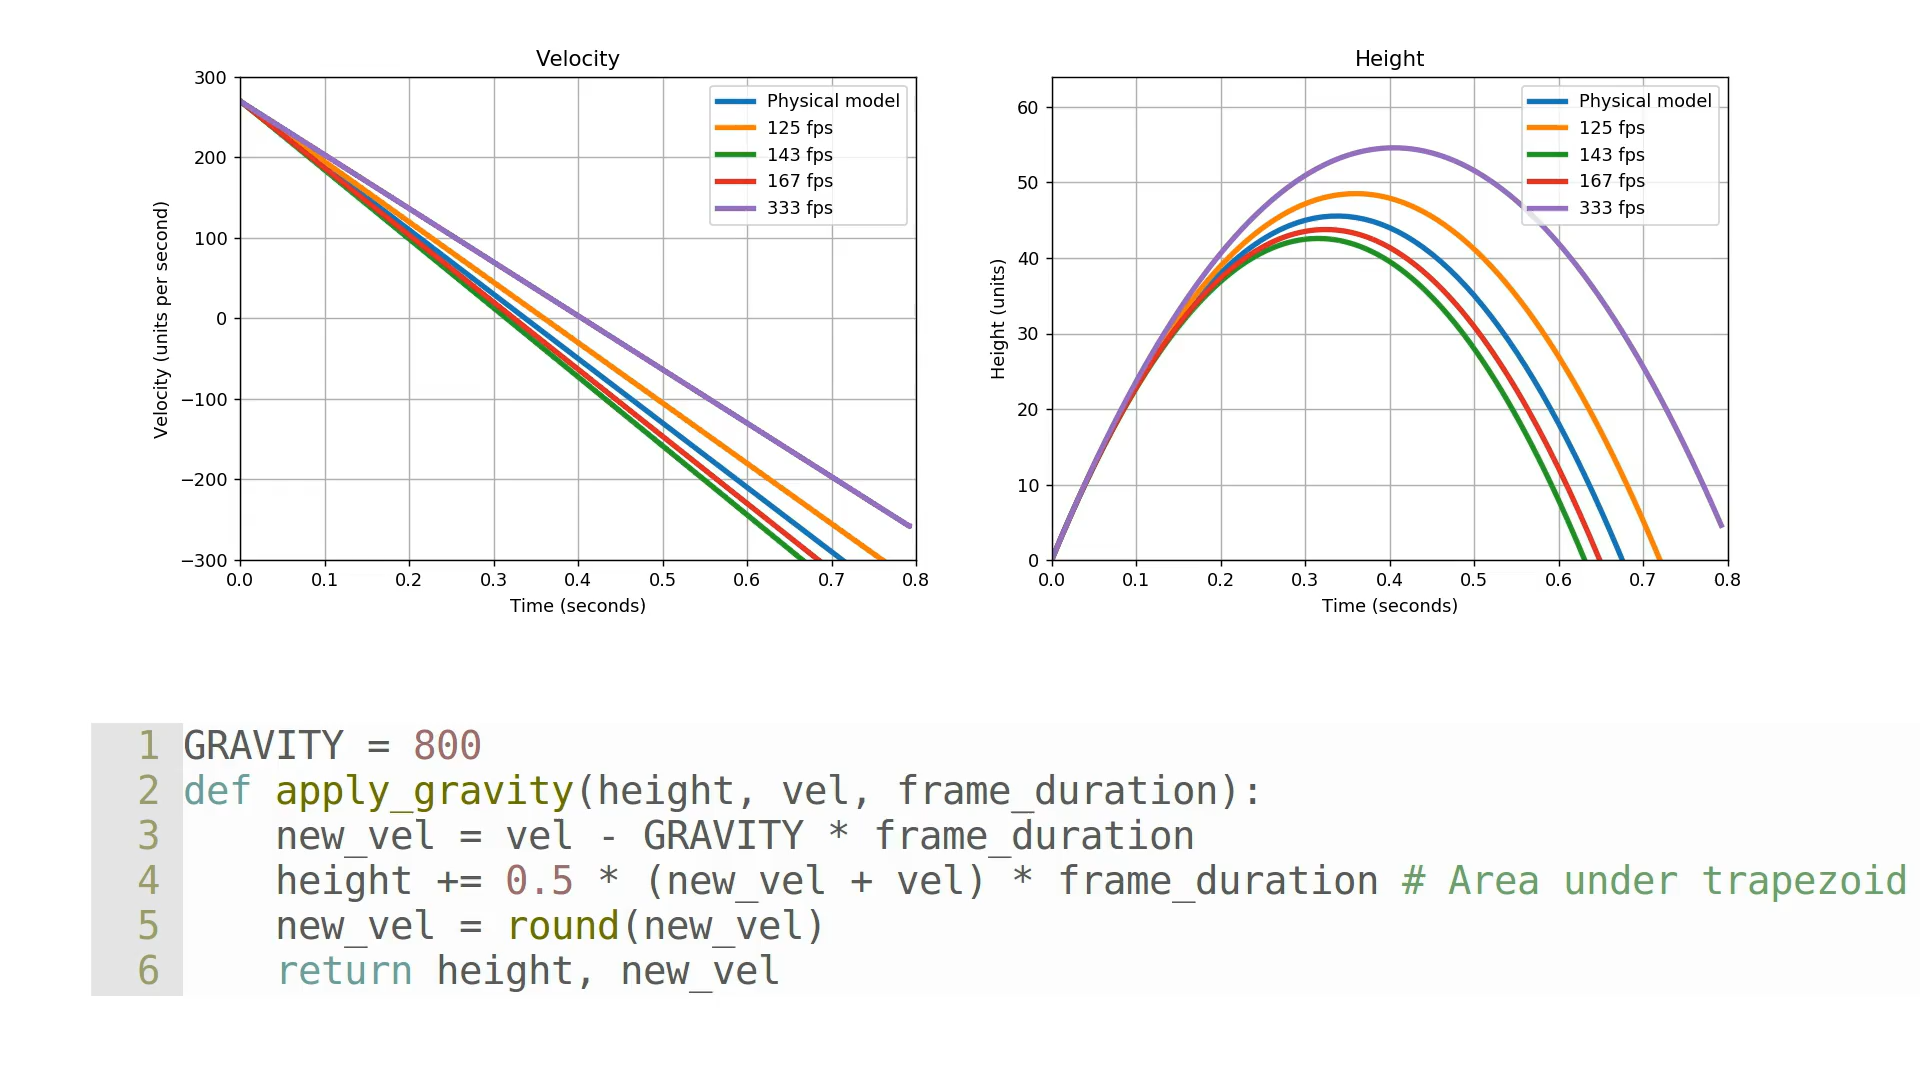 Velocity
300
200
100
0
−100
−200
−300
Velocity (units per second)
0.0 0.1 0.2 0.3 0.4 0.5 0.6 0.7 0.8
Time (seconds)
Physical model
125 fps
143 fps
167 fps
333 fps
Height
60
50
40
30
20
10
0
Height (units)
0.0 0.1 0.2 0.3 0.4 0.5 0.6 0.7 0.8
Time (seconds)
Physical model
125 fps
143 fps
167 fps
333 fps
1 GRAVITY = 800
2 def apply_gravity(height, vel, frame_duration):
3     new_vel = vel - GRAVITY * frame_duration
4     height += 0.5 * (new_vel + vel) * frame_duration # Area under trapezoid
5     new_vel = round(new_vel)
6     return height, new_vel